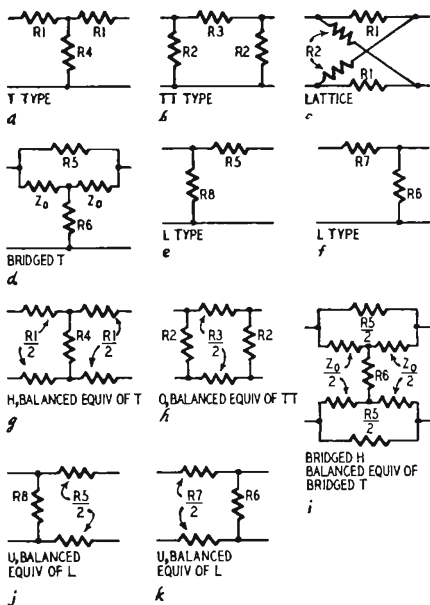 R1 R1
R4
T TYPE
a
R3
R2 R2
TT TYPE
b
R1
R2
R1
LATTICE
c
R5
Z0 Z0
R6
BRIDGED T
d
R5
R8
L TYPE
e
R7
R6
L TYPE
f
R1/2 R4 R1/2
H, BALANCED EQUIV OF T
g
R2 R3/2 R2
O, BALANCED EQUIV OF TT
h
R5/2
Z0/2 R6 Z0/2
R5/2
BRIDGED H
BALANCED EQUIV OF
BRIDGED T
i
R8 R5/2
U, BALANCED
EQUIV OF L
j
R7/2 R6
U, BALANCED
EQUIV OF L
k